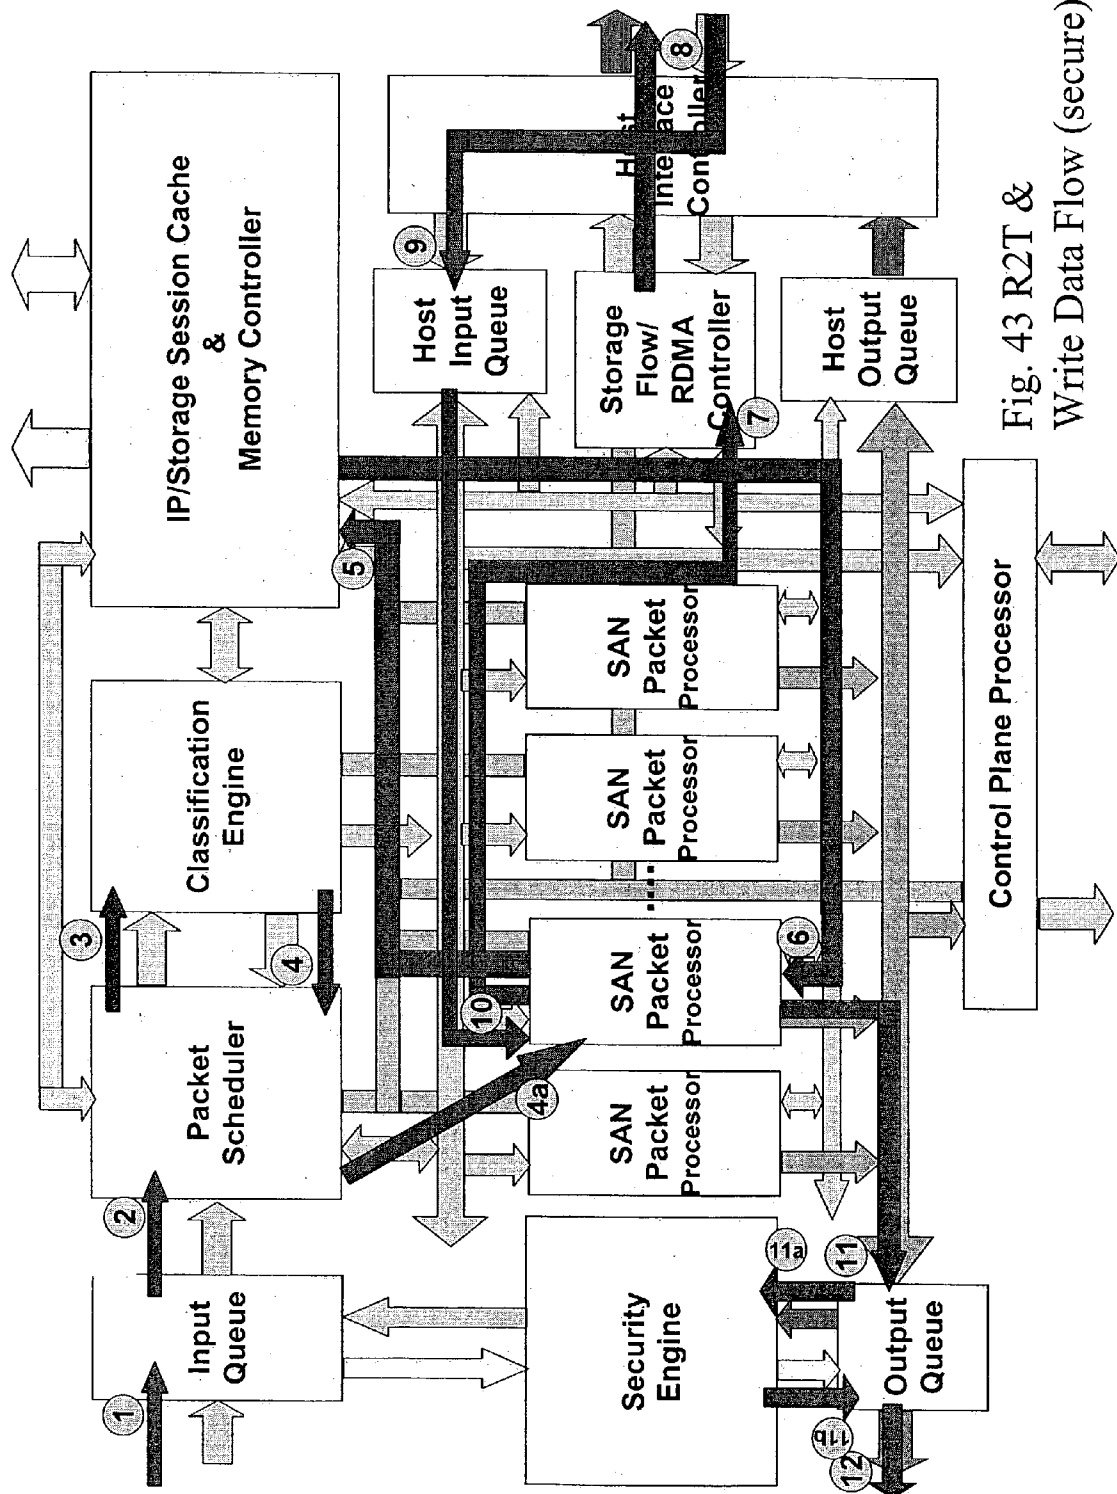 1
Input
Queue
2
Packet
Scheduler
3
4
Classification
Engine
IP/Storage Session Cache
&
Memory Controller
5
4a
10
9
Host
Input
Queue
Host
Interface
Controller
8
Security
Engine
SAN
Packet
Processor
SAN
Packet
Processor
.....
SAN
Packet
Processor
SAN
Packet
Processor
Storage
Flow/
RDMA
Controller
7
6
11a
11
11b
12
Output
Queue
Host
Output
Queue
Control Plane Processor
Fig. 43 R2T &
Write Data Flow (secure)